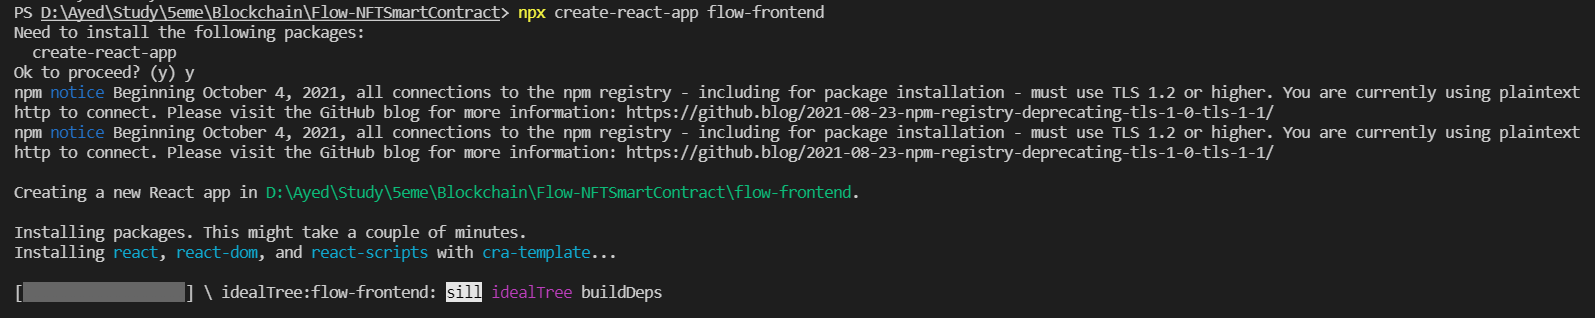 PS D:\Ayed\Study\5eme\Blockchain\Flow-NFTSmartContract> npx create-react-app flow-frontend
Need to install the following packages:
  create-react-app
Ok to proceed? (y) y
npm notice Beginning October 4, 2021, all connections to the npm registry - including for package installation - must use TLS 1.2 or higher. You are currently using plaintext
http to connect. Please visit the GitHub blog for more information: https://github.blog/2021-08-23-npm-registry-deprecating-tls-1-0-tls-1-1/
npm notice Beginning October 4, 2021, all connections to the npm registry - including for package installation - must use TLS 1.2 or higher. You are currently using plaintext
http to connect. Please visit the GitHub blog for more information: https://github.blog/2021-08-23-npm-registry-deprecating-tls-1-0-tls-1-1/
Creating a new React app in D:\Ayed\Study\5eme\Blockchain\Flow-NFTSmartContract\flow-frontend.
Installing packages. This might take a couple of minutes.
Installing react, react-dom, and react-scripts with cra-template...
[                  ] \ idealTree:flow-frontend: sill idealTree buildDeps